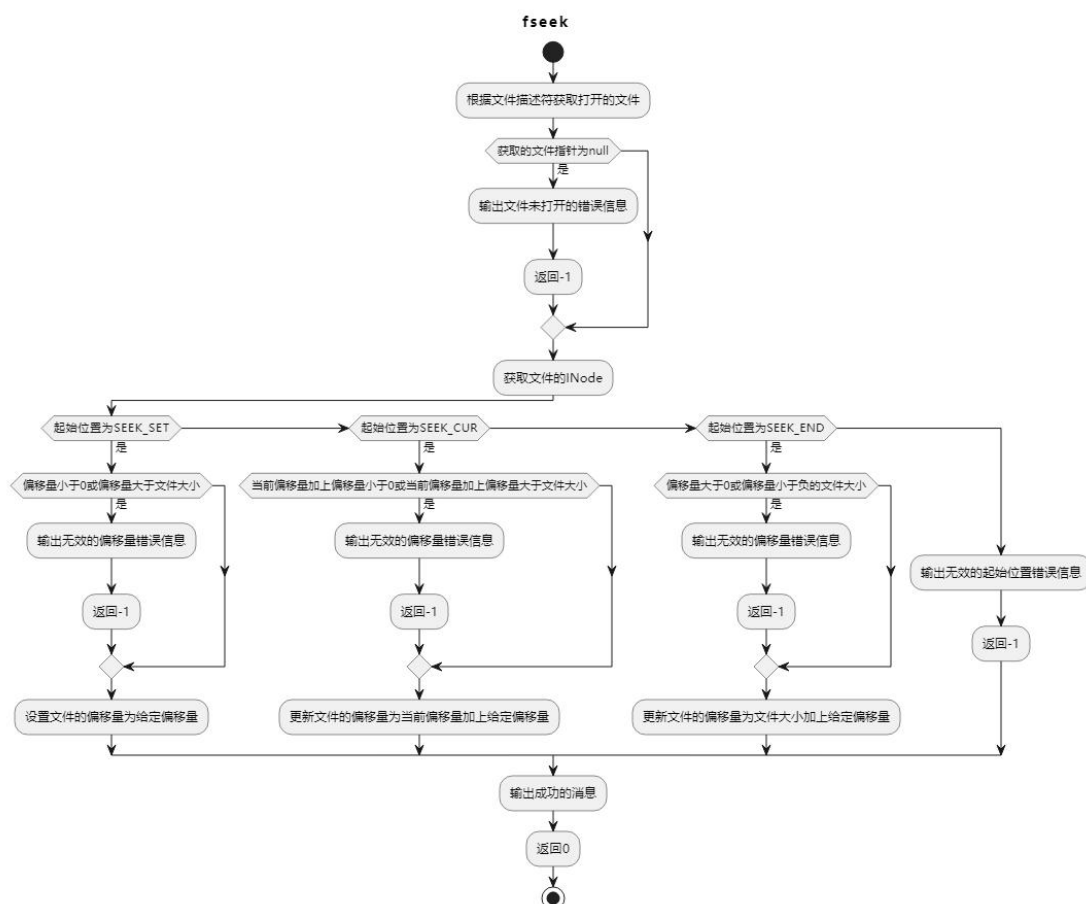 fseek
根据文件描述符获取打开的文件
获取的文件指针为null
是
输出文件未打开的错误信息
返回-1
获取文件的INode
起始位置为SEEK_SET
是
偏移量小于0或偏移量大于文件大小
是
输出无效的偏移量错误信息
返回-1
设置文件的偏移量为给定偏移量
起始位置为SEEK_CUR
是
当前偏移量加上偏移量小于0或当前偏移量加上偏移量大于文件大小
是
输出无效的偏移量错误信息
返回-1
更新文件的偏移量为当前偏移量加上给定偏移量
起始位置为SEEK_END
是
偏移量大于0或偏移量小于负的文件大小
是
输出无效的偏移量错误信息
返回-1
更新文件的偏移量为文件大小加上给定偏移量
输出无效的起始位置错误信息
返回-1
输出成功的消息
返回0